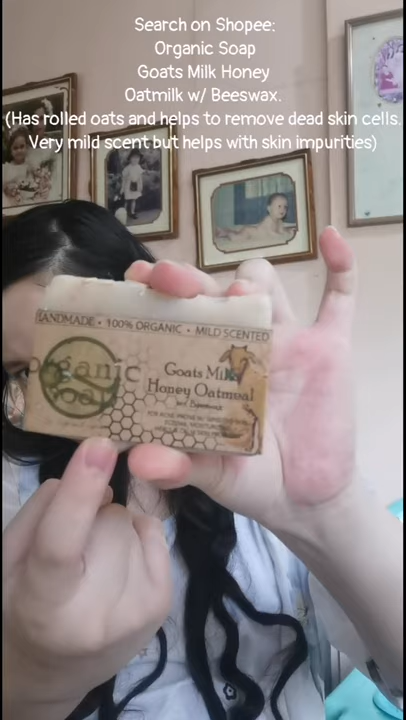 Search on Shopee:
Organic Soap
Goats Milk Honey
Oatmilk w/ Beeswax.
(Has rolled oats and helps to remove dead skin cells.
Very mild scent but helps with skin impurities)
HANDMADE • 100% ORGANIC • MILD SCENTED
organic
soap
Goats Milk
Honey Oatmeal